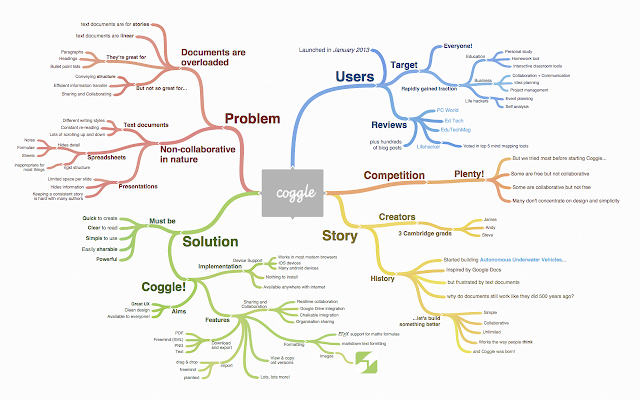 text documents are for stories
text documents are linear
Documents are
overloaded
Paragraphs
Headings
Bullet point lists
They're great for
Conveying structure
Efficient information transfer
Sharing and Collaborating
But not so great for...
Problem
Different writing styles
Constant re-reading
Lots of scrolling up and down
Text documents
Non-collaborative
in nature
Noise
Formulae
Sheets
Hides detail
Inappropriate for
most things
rigid structure
Spreadsheets
Limited space per slide
Hides information
Keeping a consistent story
is hard with many authors
Presentations
coggle
Launched in January 2013
Users
Target
Everyone!
Rapidly gained traction
Education
Personal study
Homework tool
Interactive classroom tools
Business
Collaboration + Communication
Idea planning
Project management
Life hackers
Event planning
Self analysis
Reviews
PC World
Ed Tech
EduTechMag
Lifehacker
Voted in top 5 mind mapping tools
plus hundreds
of blog posts
Competition
Plenty!
But we tried most before starting Coggle...
Some are free but not collaborative
Some are collaborative but not free
Many don't concentrate on design and simplicity
Story
Creators
3 Cambridge grads
James
Andy
Steve
History
Started building Autonomous Underwater Vehicles...
Inspired by Google Docs
but frustrated by text documents
why do documents still work like they did 500 years ago?
...let's build
something better
Simple
Collaborative
Unlimited
Works the way people think
and Coggle was born!
Solution
Must be
Quick to create
Clear to read
Simple to use
Easily sharable
Powerful
Coggle!
Implementation
Device Support
Works in most modern browsers
iOS devices
Many android devices
Nothing to install
Available anywhere with internet
Aims
Great UX
Clean design
Available to everyone!
Features
Sharing and
Collaboration
Realtime collaboration
Google Drive integration
Chatlable integration
Organisation sharing
Download
and export
PDF
Freemind (.mm)
PNG
Text
import
drag & drop
freemind
plaintext
View & copy
old versions
Lots, lots more!
Formatting
LaTeX support for maths formulas
markdown text formatting
Images